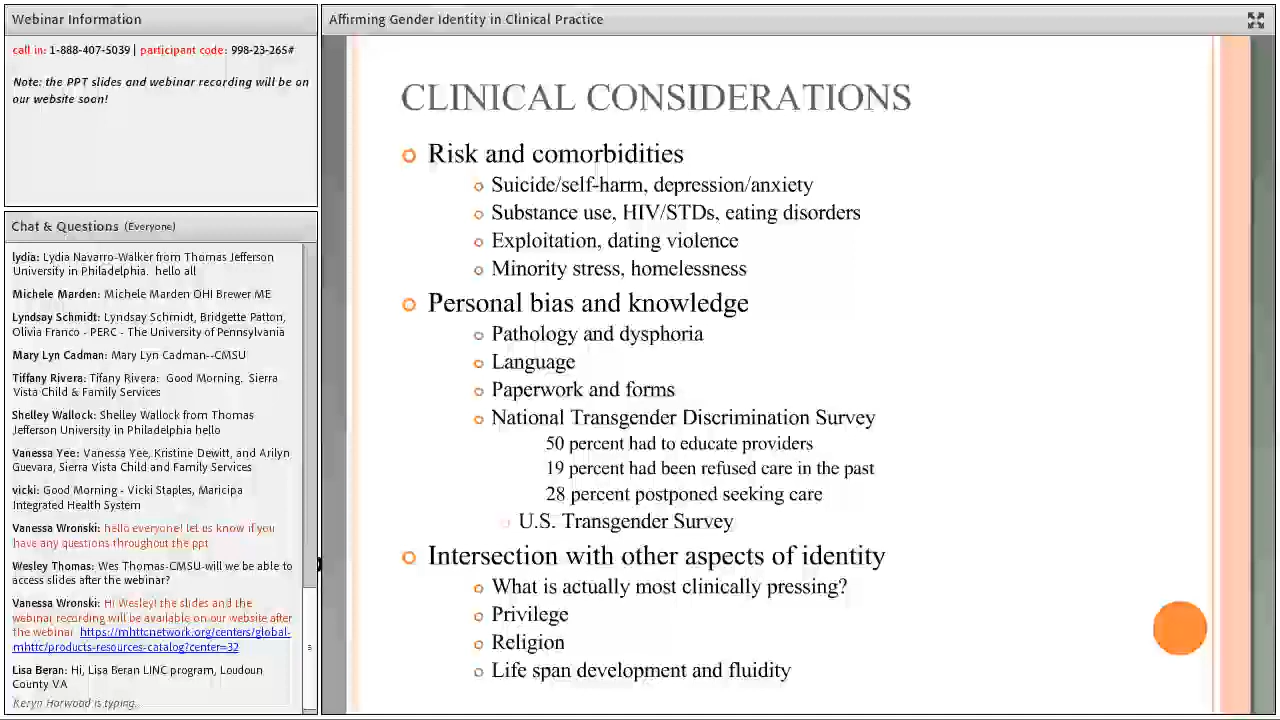 Webinar Information
call in: 1-888-407-5039 | participant code: 998-23-265#
Note: the PPT slides and webinar recording will be on
our website soon!
Chat & Questions (Everyone)
lydia: Lydia Navarro-Walker from Thomas Jefferson
University in Philadelphia. hello all
Michele Marden: Michele Marden OHI Brewer ME
Lyndsay Schmidt: Lyndsay Schmidt, Bridgette Patton,
Olivia Franco - PERC - The University of Pennsylvania
Mary Lyn Cadman: Mary Lyn Cadman--CMSU
Tiffany Rivera: Tifany Rivera: Good Morning. Sierra
Vista Child & Family Services
Shelley Wallock: Shelley Wallock from Thomas
Jefferson University in Philadelphia hello
Vanessa Yee: Vanessa Yee, Kristine Dewitt, and Arilyn
Guevara, Sierra Vista Child and Family Services
vicki: Good Morning - Vicki Staples, Maricipa
Integrated Health System
Vanessa Wronski: hello everyone! let us know if you
have any questions throughout the ppt
Wesley Thomas: Wes Thomas-CMSU-will we be able to
access slides after the webinar?
Vanessa Wronski: Hi Wesley! the slides and the
webinar recording will be available on our website after
the webinar https://mhttcnetwork.org/centers/global-
mhttc/products-resources-catalog?center=32
Lisa Beran: Hi, Lisa Beran LINC program, Loudoun
County VA
Keryn Horwood is typing.
Affirming Gender Identity in Clinical Practice
CLINICAL CONSIDERATIONS
Risk and comorbidities
Suicide/self-harm, depression/anxiety
Substance use, HIV/STDs, eating disorders
Exploitation, dating violence
Minority stress, homelessness
Personal bias and knowledge
Pathology and dysphoria
Language
Paperwork and forms
National Transgender Discrimination Survey
50 percent had to educate providers
19 percent had been refused care in the past
28 percent postponed seeking care
U.S. Transgender Survey
Intersection with other aspects of identity
What is actually most clinically pressing?
Privilege
Religion
Life span development and fluidity